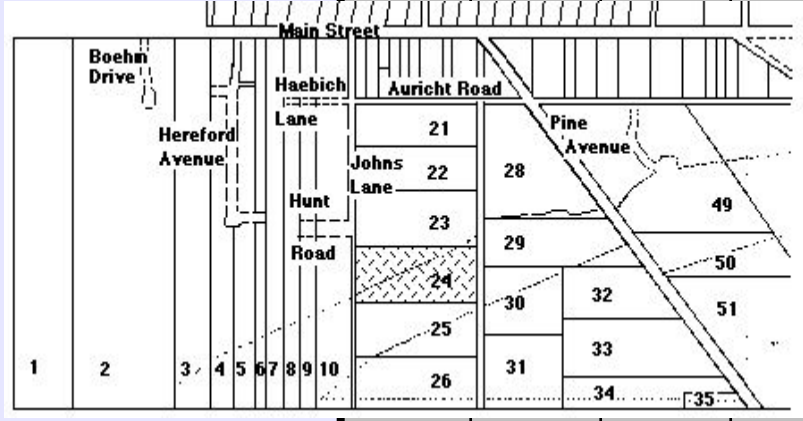 Main Street
Boehm
Drive
Haebich
Lane
Auricht Road
Hereford
Avenue
Pine
Avenue
Johns
Lane
Hunt
Road
21
22
23
24
25
26
28
29
30
31
32
33
34
35
49
50
51
1 2 3 4 5 6 7 8 9 10